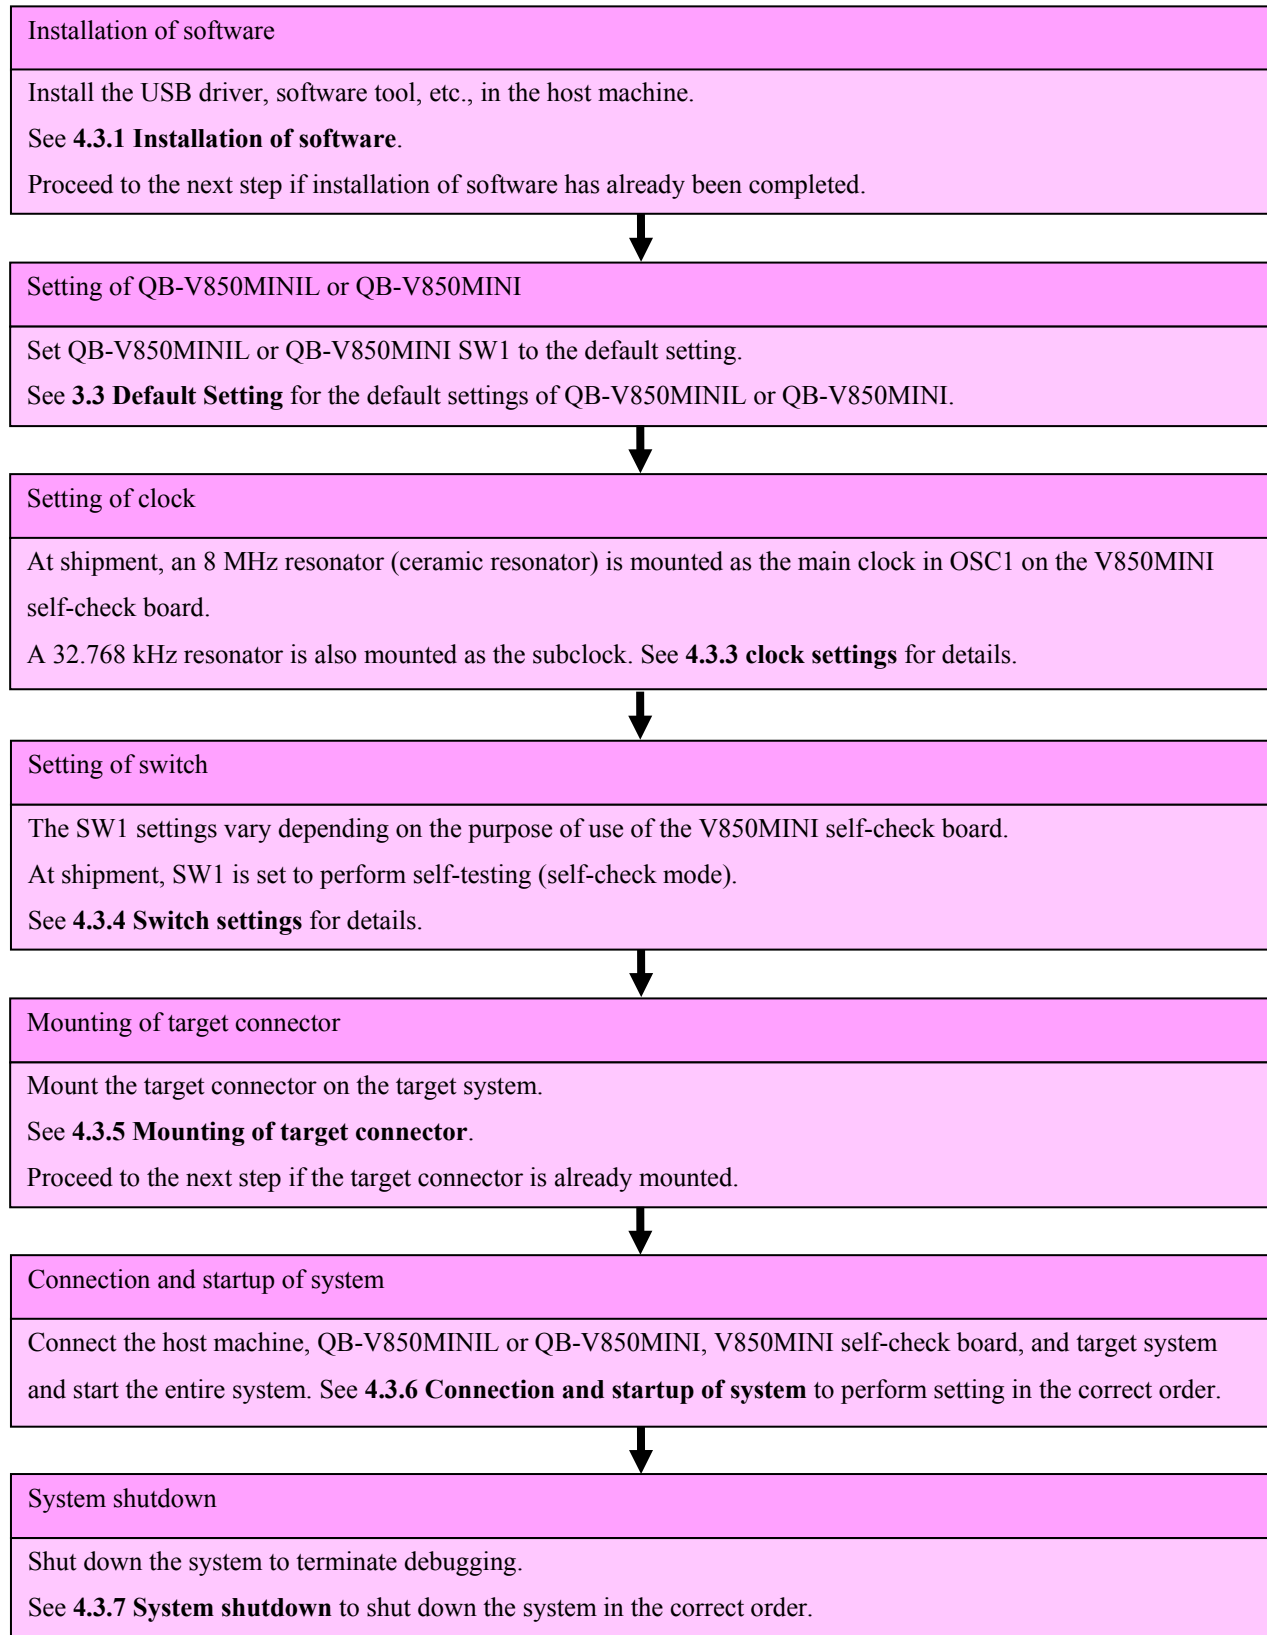 Installation of software
Install the USB driver, software tool, etc., in the host machine.
See 4.3.1 Installation of software.
Proceed to the next step if installation of software has already been completed.
Setting of QB-V850MINIL or QB-V850MINI
Set QB-V850MINIL or QB-V850MINI SW1 to the default setting.
See 3.3 Default Setting for the default settings of QB-V850MINIL or QB-V850MINI.
Setting of clock
At shipment, an 8 MHz resonator (ceramic resonator) is mounted as the main clock in OSC1 on the V850MINI
self-check board.
A 32.768 kHz resonator is also mounted as the subclock. See 4.3.3 clock settings for details.
Setting of switch
The SW1 settings vary depending on the purpose of use of the V850MINI self-check board.
At shipment, SW1 is set to perform self-testing (self-check mode).
See 4.3.4 Switch settings for details.
Mounting of target connector
Mount the target connector on the target system.
See 4.3.5 Mounting of target connector.
Proceed to the next step if the target connector is already mounted.
Connection and startup of system
Connect the host machine, QB-V850MINIL or QB-V850MINI, V850MINI self-check board, and target system
and start the entire system. See 4.3.6 Connection and startup of system to perform setting in the correct order.
System shutdown
Shut down the system to terminate debugging.
See 4.3.7 System shutdown to shut down the system in the correct order.